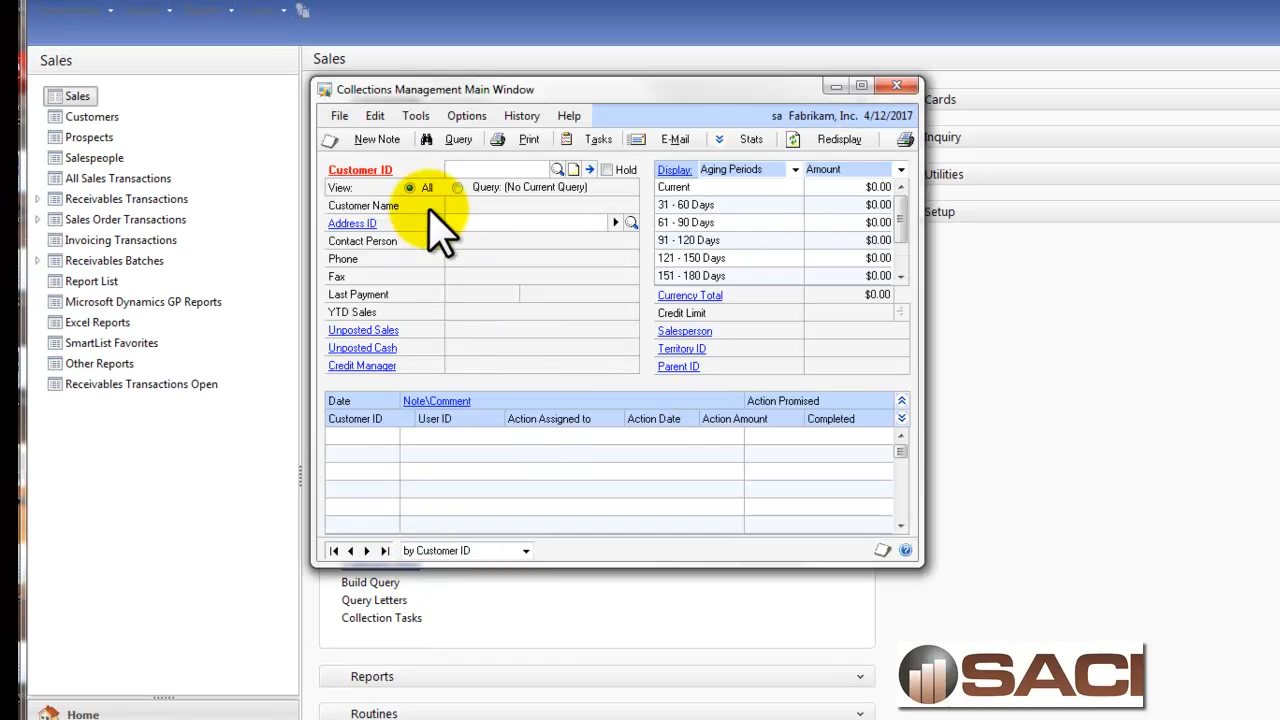 Sales
Sales
Customers
Prospects
Salespeople
All Sales Transactions
Receivables Transactions
Sales Order Transactions
Invoicing Transactions
Receivables Batches
Report List
Microsoft Dynamics GP Reports
Excel Reports
SmartList Favorites
Other Reports
Receivables Transactions Open
Home
Sales
Cards
Inquiry
Utilities
Setup
Collections Management Main Window
File Edit Tools Options History Help sa Fabrikam, Inc. 4/12/2017
New Note Query Print Tasks E-Mail Redisplay
Customer ID Hold
View: All Query: (No Current Query)
Customer Name
Address ID
Contact Person
Phone
Fax
Last Payment
YTD Sales
Unposted Sales
Unposted Cash
Credit Manager
Display: Aging Periods Amount
Current $0.00
31 - 60 Days $0.00
61 - 90 Days $0.00
91 - 120 Days $0.00
121 - 150 Days $0.00
151 - 180 Days $0.00
Currency Total $0.00
Credit Limit
Salesperson
Territory ID
Parent ID
Date Note\Comment Action Promised
Customer ID User ID Action Assigned to Action Date Action Amount Completed
by Customer ID
Build Query
Query Letters
Collection Tasks
Reports
Routines
SACI